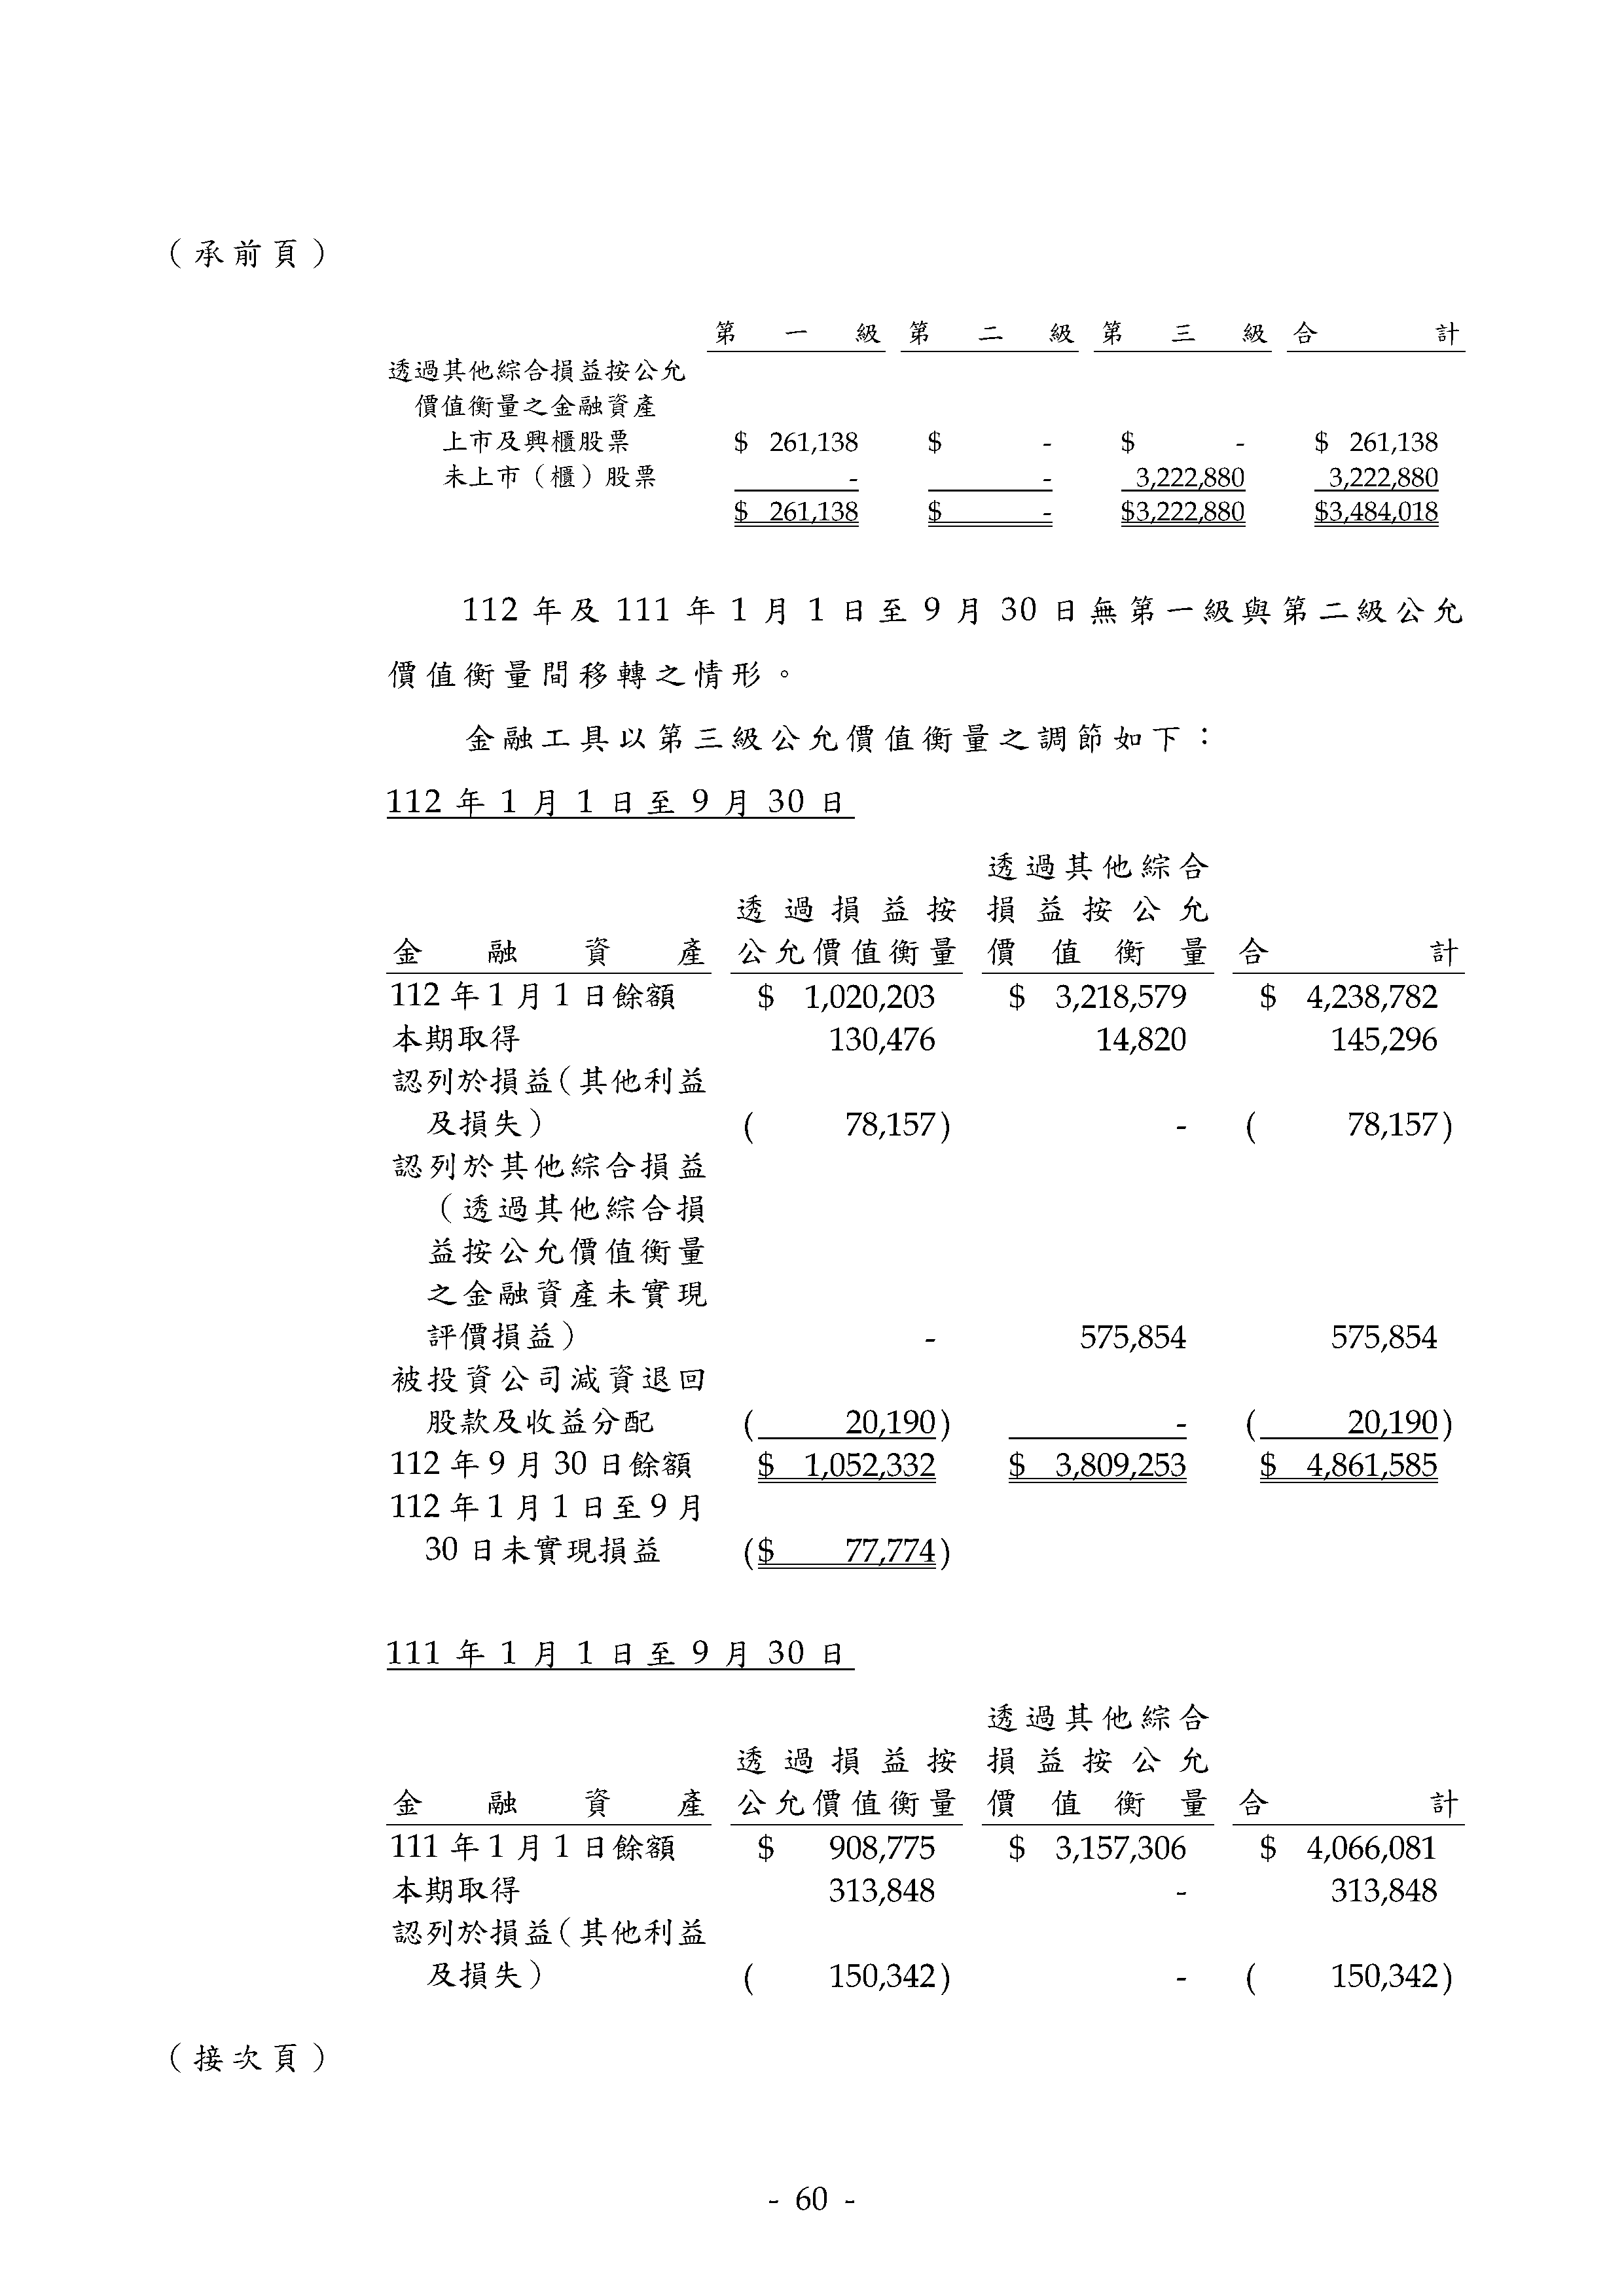 （承前頁）
第一級 第二級 第三級 合計
透過其他綜合損益按公允
價值衡量之金融資產
上市及興櫃股票 $ 261,138 $ - $ - $ 261,138
未上市（櫃）股票 - - 3,222,880 3,222,880
$ 261,138 $ - $3,222,880 $3,484,018
112 年及 111 年 1 月 1 日至 9 月 30 日無第一級與第二級公允
價值衡量間移轉之情形。
金融工具以第三級公允價值衡量之調節如下：
112 年 1 月 1 日至 9 月 30 日
透過其他綜合
透過損益按 損益按公允
金融資產 公允價值衡量 價值衡量 合計
112 年 1 月 1 日餘額 $ 1,020,203 $ 3,218,579 $ 4,238,782
本期取得 130,476 14,820 145,296
認列於損益（其他利益
及損失） ( 78,157) - ( 78,157)
認列於其他綜合損益
（透過其他綜合損
益按公允價值衡量
之金融資產未實現
評價損益） - 575,854 575,854
被投資公司減資退回
股款及收益分配 ( 20,190) - ( 20,190)
112 年 9 月 30 日餘額 $ 1,052,332 $ 3,809,253 $ 4,861,585
112 年 1 月 1 日至 9 月
30 日未實現損益 ($ 77,774)
111 年 1 月 1 日至 9 月 30 日
透過其他綜合
透過損益按 損益按公允
金融資產 公允價值衡量 價值衡量 合計
111 年 1 月 1 日餘額 $ 908,775 $ 3,157,306 $ 4,066,081
本期取得 313,848 - 313,848
認列於損益（其他利益
及損失） ( 150,342) - ( 150,342)
（接次頁）
- 60 -